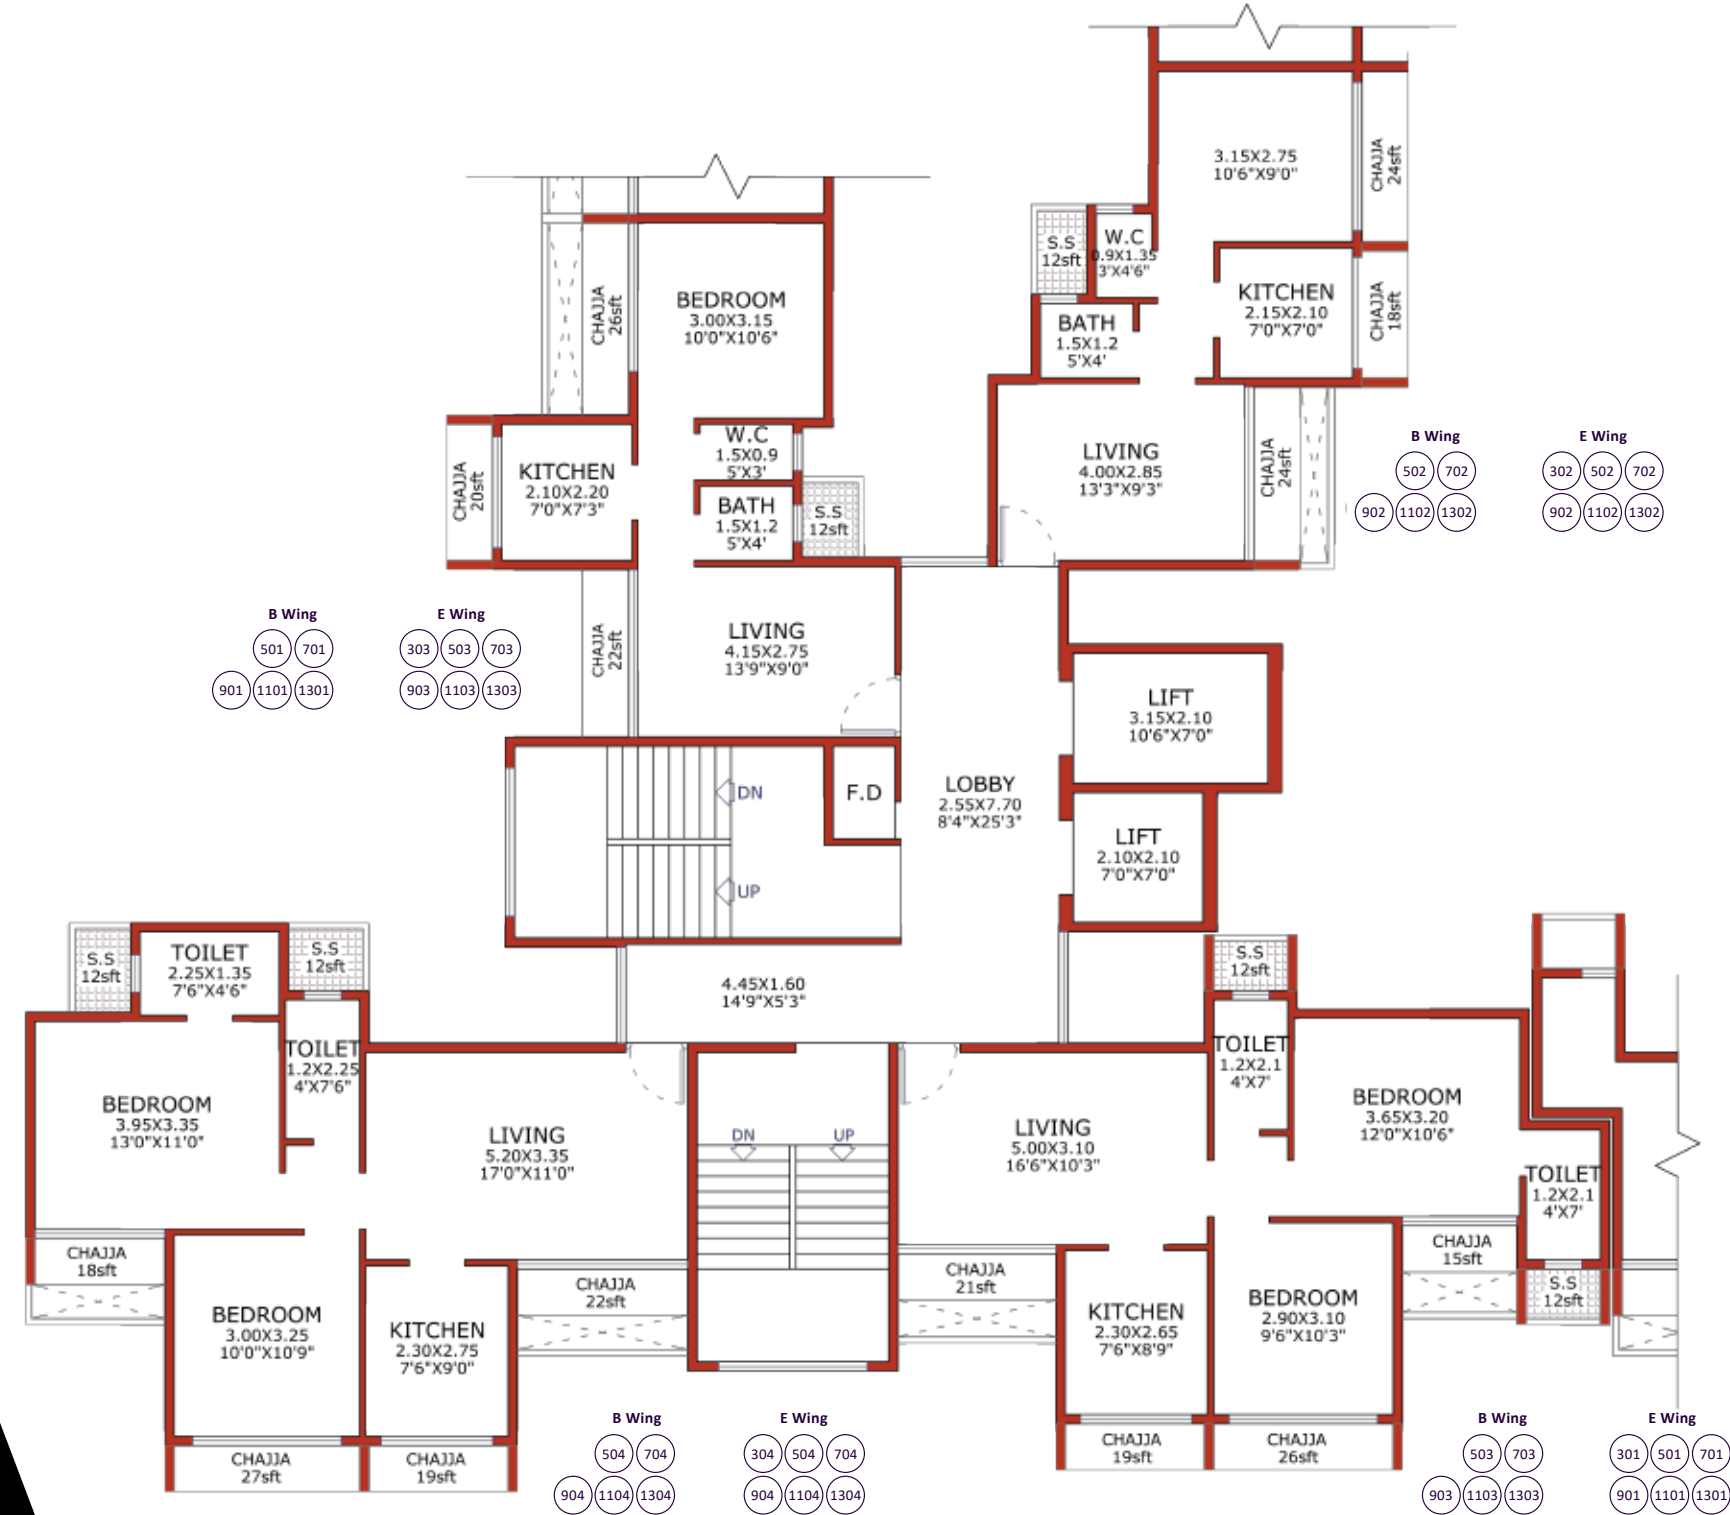 3.15X2.75
10'6"X9'0"
CHAJJA
24sft
S.S
12sft
W.C
0.9X1.35
3'X4'6"
KITCHEN
2.15X2.10
7'0"X7'0"
CHAJJA
18sft
BATH
1.5X1.2
5'X4'
LIVING
4.00X2.85
13'3"X9'3"
CHAJJA
24sft
B Wing
502 702
902 1102 1302
E Wing
302 502 702
902 1102 1302
CHAJJA
26sft
BEDROOM
3.00X3.15
10'0"X10'6"
W.C
1.5X0.9
5'X3'
CHAJJA
20sft
KITCHEN
2.10X2.20
7'0"X7'3"
BATH
1.5X1.2
5'X4'
S.S
12sft
CHAJJA
22sft
LIVING
4.15X2.75
13'9"X9'0"
B Wing
501 701
901 1101 1301
E Wing
303 503 703
903 1103 1303
LIFT
3.15X2.10
10'6"X7'0"
DN
F.D
LOBBY
2.55X7.70
8'4"X25'3"
LIFT
2.10X2.10
7'0"X7'0"
UP
4.45X1.60
14'9"X5'3"
S.S
12sft
TOILET
2.25X1.35
7'6"X4'6"
S.S
12sft
TOILET
1.2X2.25
4'X7'6"
BEDROOM
3.95X3.35
13'0"X11'0"
LIVING
5.20X3.35
17'0"X11'0"
CHAJJA
18sft
BEDROOM
3.00X3.25
10'0"X10'9"
KITCHEN
2.30X2.75
7'6"X9'0"
CHAJJA
22sft
CHAJJA
27sft
CHAJJA
19sft
B Wing
504 704
904 1104 1304
E Wing
304 504 704
904 1104 1304
DN
UP
S.S
12sft
TOILET
1.2X2.1
4'X7'
LIVING
5.00X3.10
16'6"X10'3"
BEDROOM
3.65X3.20
12'0"X10'6"
TOILET
1.2X2.1
4'X7'
CHAJJA
21sft
CHAJJA
15sft
S.S
12sft
KITCHEN
2.30X2.65
7'6"X8'9"
BEDROOM
2.90X3.10
9'6"X10'3"
CHAJJA
19sft
CHAJJA
26sft
B Wing
503 703
903 1103 1303
E Wing
301 501 701
901 1101 1301